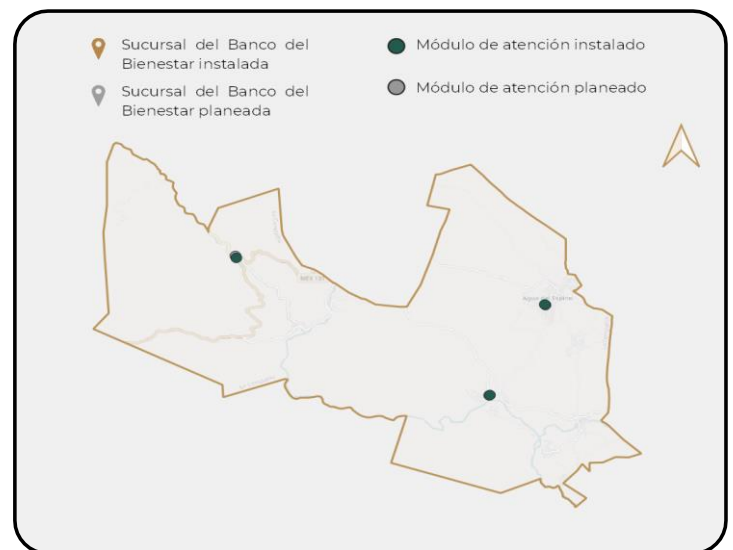 Sucursal del Banco del
Bienestar instalada
Sucursal del Banco del
Bienestar planeada
Módulo de atención instalado
Módulo de atención planeado